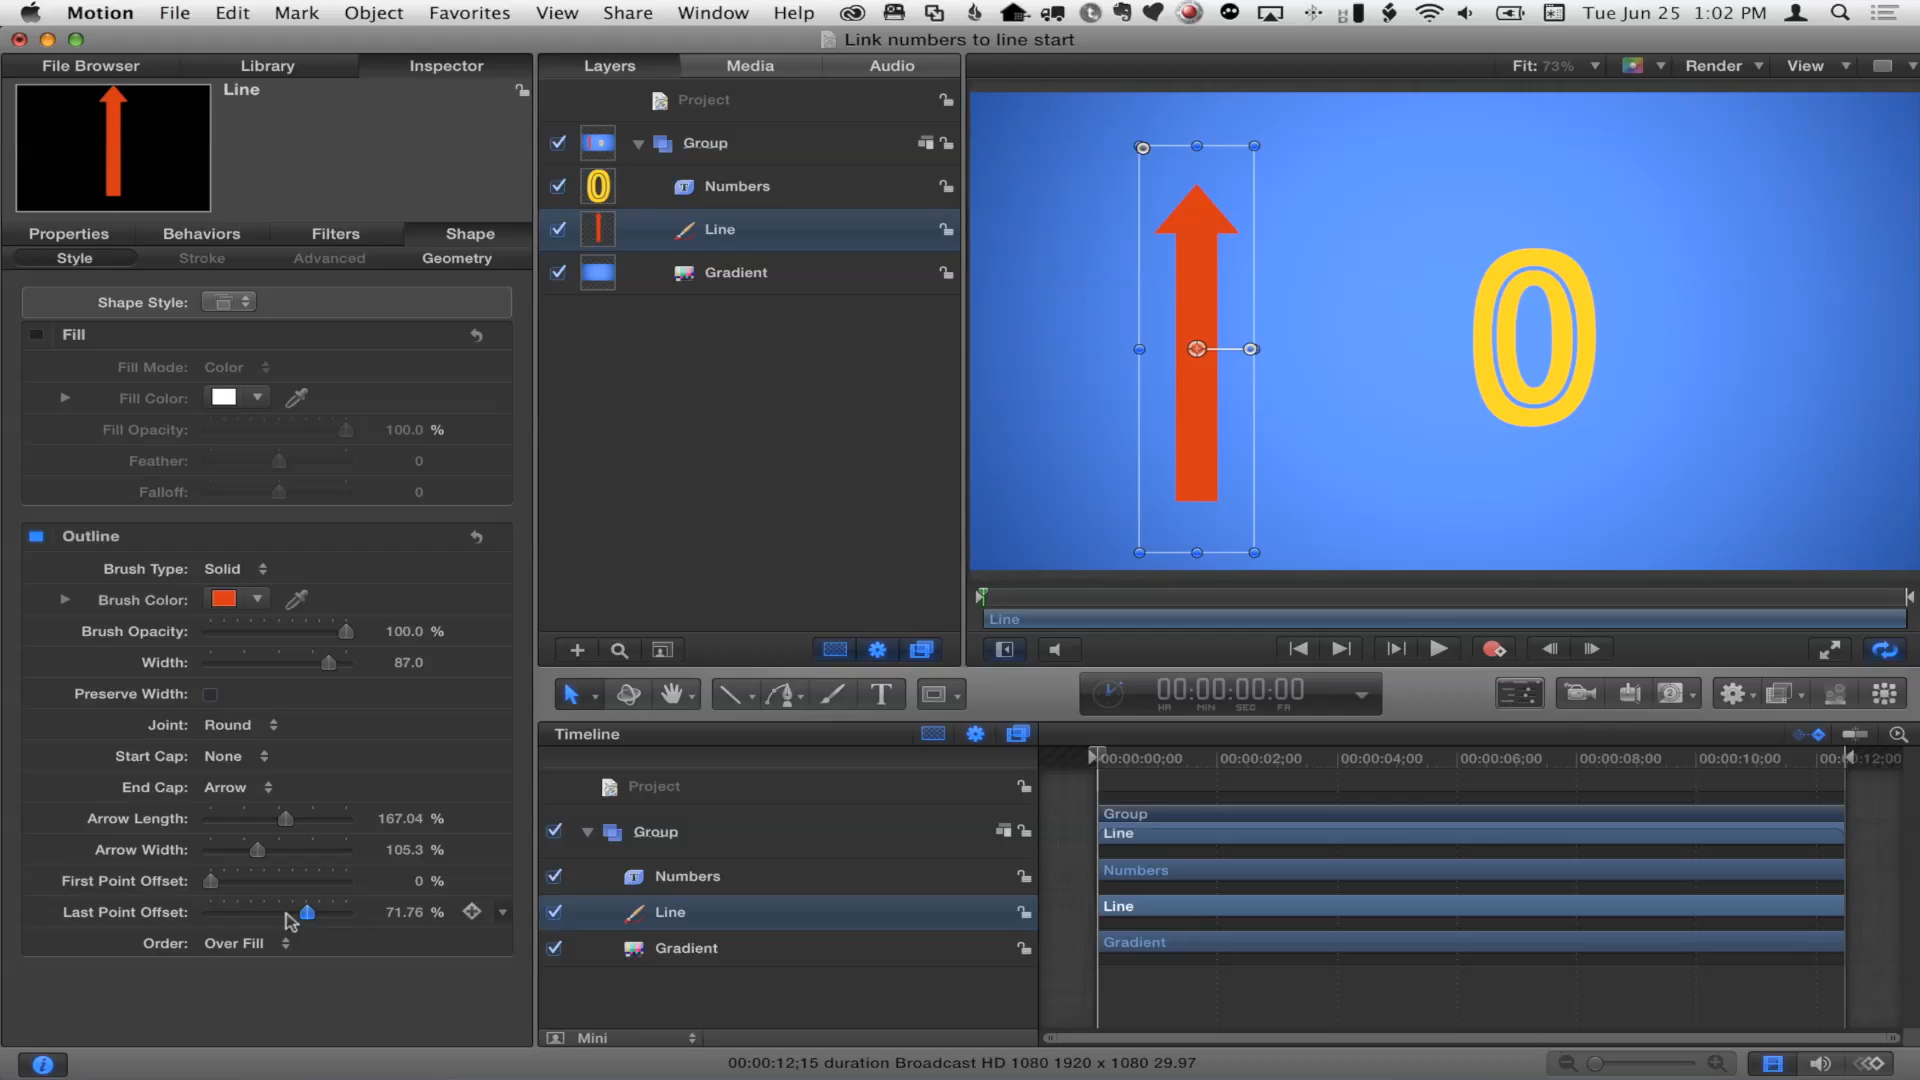 Motion File Edit Mark Object Favorites View Share Window Help Tue Jun 25 1:02 PM
Link numbers to line start
File Browser Library Inspector
Layers Media Audio
Fit: 73% Render View
Line
Project
Group
Numbers
Line
Gradient
0
Properties Behaviors Filters Shape
Style Stroke Advanced Geometry
Shape Style:
Fill
Fill Mode: Color
Fill Color:
Fill Opacity: 100.0 %
Feather: 0
Falloff: 0
Outline
Brush Type: Solid
Brush Color:
Brush Opacity: 100.0 %
Width: 87.0
Preserve Width:
Joint: Round
Start Cap: None
End Cap: Arrow
Arrow Length: 167.04 %
Arrow Width: 105.3 %
First Point Offset: 0 %
Last Point Offset: 71.76 %
Order: Over Fill
Line
00:00:00:00
HR MIN SEC FR
Timeline
00:00:00;00 00:00:02;00 00:00:04;00 00:00:06;00 00:00:08;00 00:00:10;00
Project
Group
Numbers
Line
Gradient
Group
Line
Numbers
Line
Gradient
Mini
00:00:12;15 duration Broadcast HD 1080 1920 x 1080 29.97